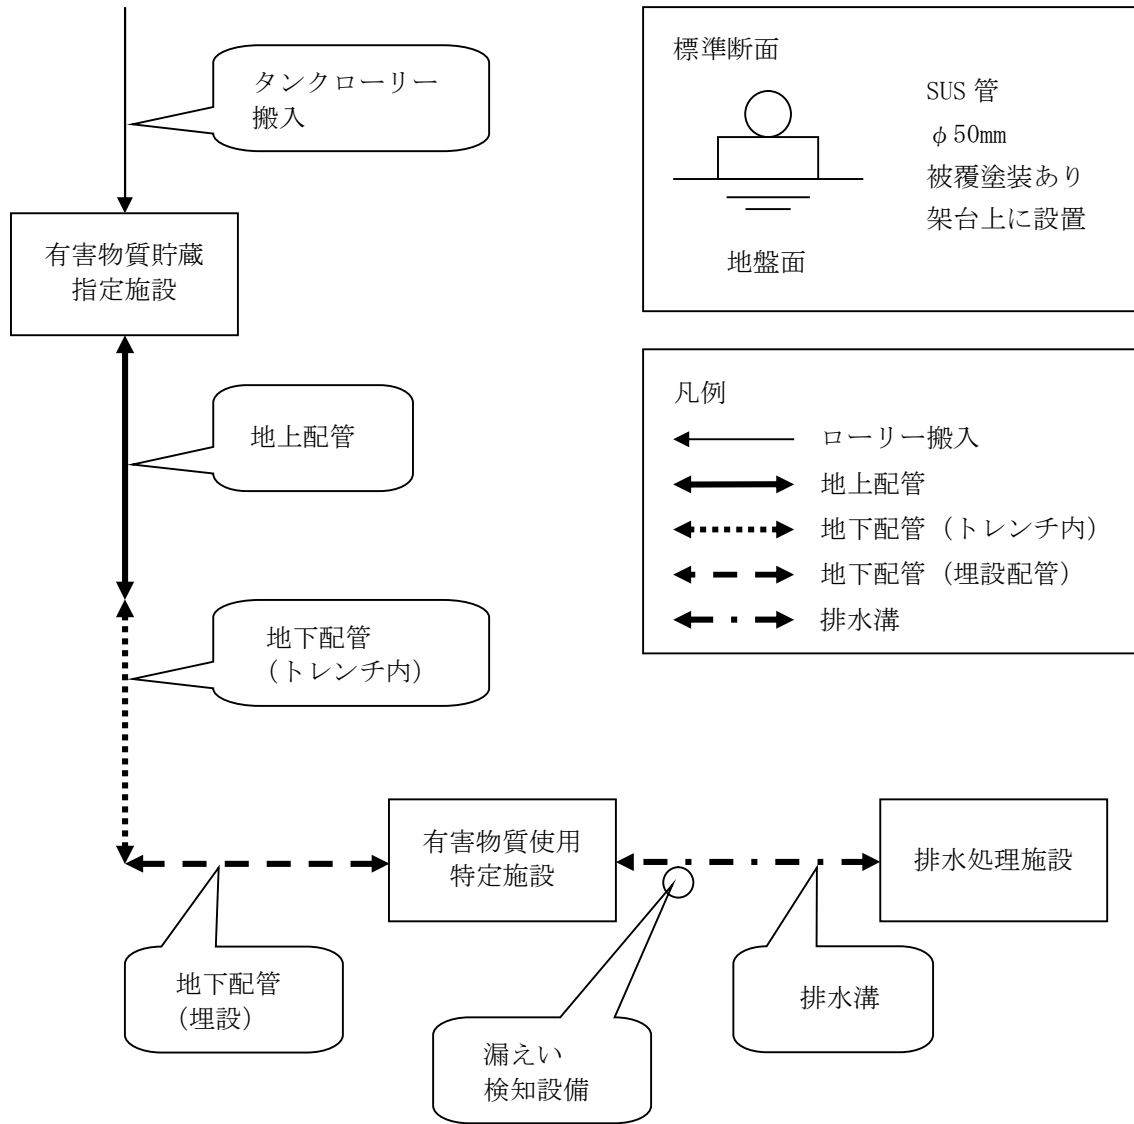 タンクローリー
搬入
有害物質貯蔵
指定施設
地上配管
地下配管
(トレンチ内)
地下配管
(埋設)
有害物質使用
特定施設
漏えい
検知設備
排水溝
排水処理施設
標準断面
SUS 管
φ50mm
被覆塗装あり
架台上に設置
地盤面
凡例
ローリー搬入
地上配管
地下配管（トレンチ内）
地下配管（埋設配管）
排水溝